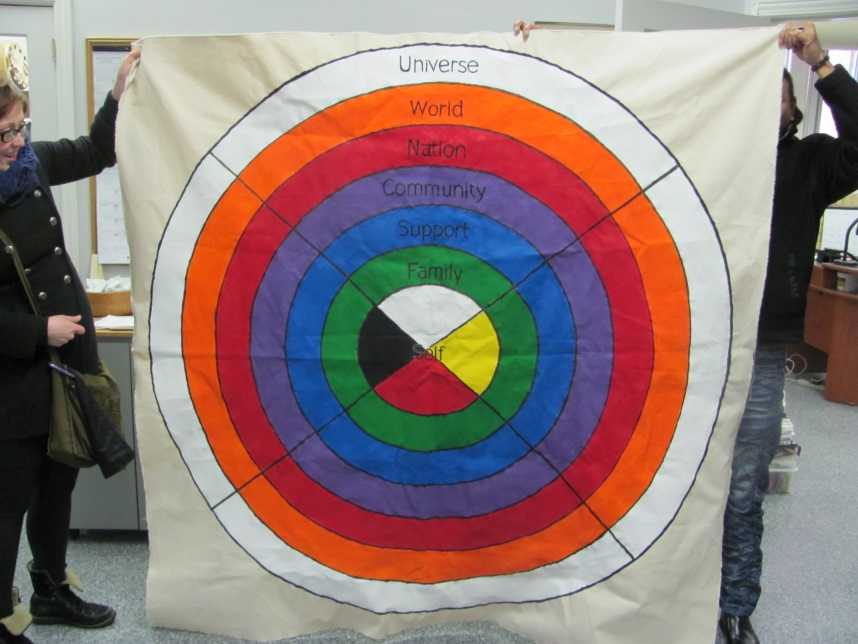 Universe
World
Nation
Community
Support
Family
Self